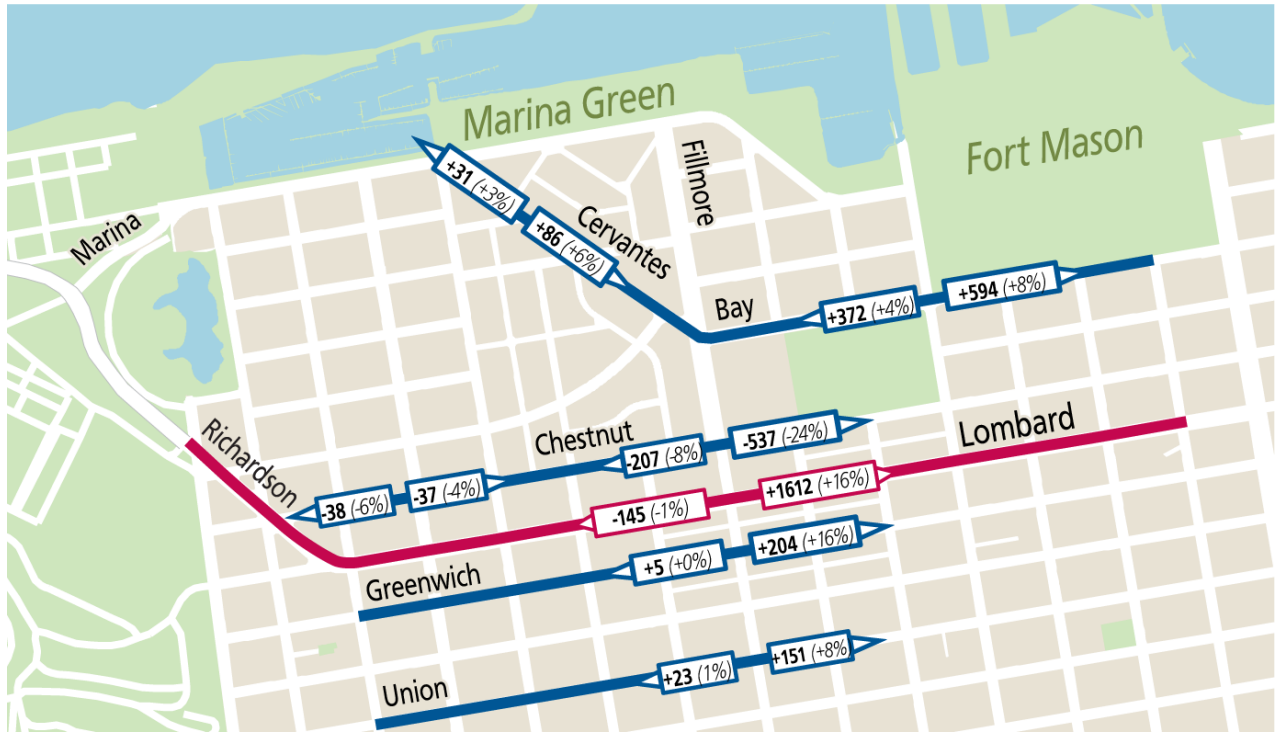 Marina Green
Fort Mason
Fillmore
+31 (+3%)
Marina
+86 (+6%)
Cervantes
+594 (+8%)
Bay
+372 (+4%)
Chestnut
-537 (-24%)
Lombard
Richardson
-207 (-8%)
-38 (-6%)
-37 (-4%)
-145 (-1%)
+1612 (+16%)
Greenwich
+5 (+0%)
+204 (+16%)
Union
+23 (1%)
+151 (+8%